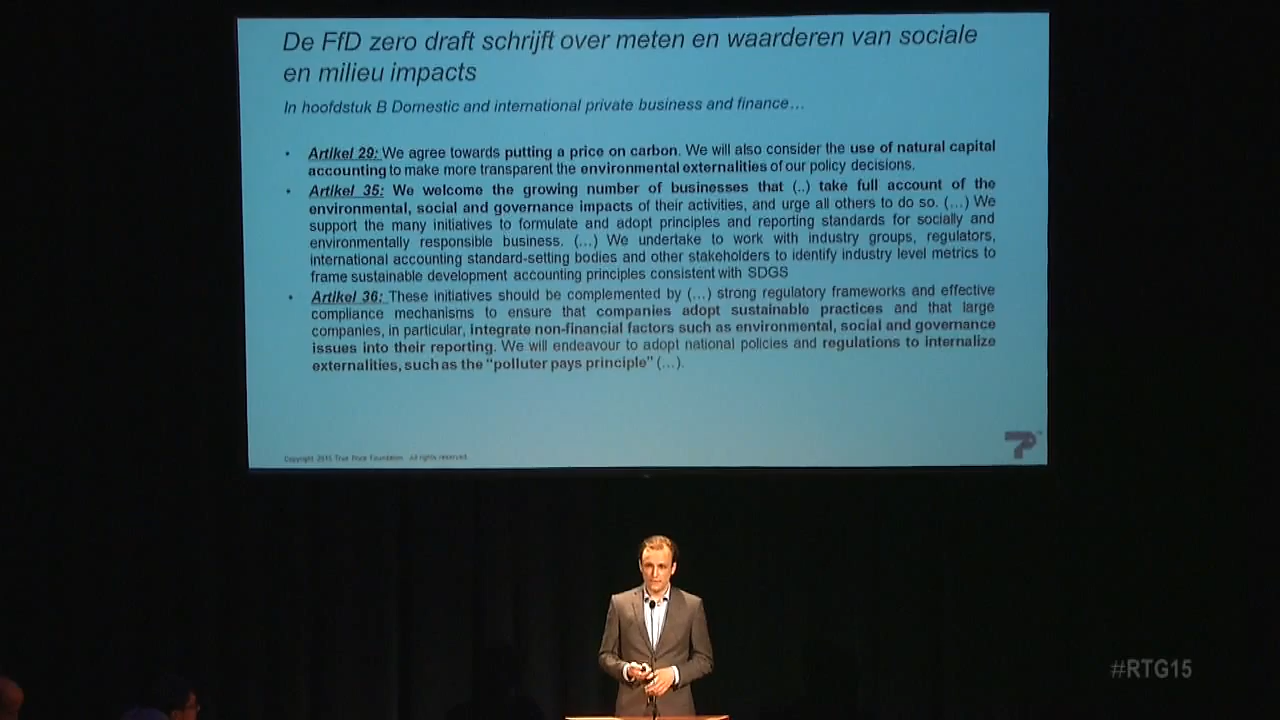 De FfD zero draft schrijft over meten en waarderen van sociale
en milieu impacts
In hoofdstuk B Domestic and international private business and finance…
• Artikel 29: We agree towards putting a price on carbon. We will also consider the use of natural capital
accounting to make more transparent the environmental externalities of our policy decisions.
• Artikel 35: We welcome the growing number of businesses that (..) take full account of the
environmental, social and governance impacts of their activities, and urge all others to do so. (…) We
support the many initiatives to formulate and adopt principles and reporting standards for socially and
environmentally responsible business. (…) We undertake to work with industry groups, regulators,
international accounting standard-setting bodies and other stakeholders to identify industry level metrics to
frame sustainable development accounting principles consistent with SDGS
• Artikel 36: These initiatives should be complemented by (…) strong regulatory frameworks and effective
compliance mechanisms to ensure that companies adopt sustainable practices and that large
companies, in particular, integrate non-financial factors such as environmental, social and governance
issues into their reporting. We will endeavour to adopt national policies and regulations to internalize
externalities, such as the “polluter pays principle” (…).
Copyright 2015 True Price Foundation. All rights reserved.
#RTG15